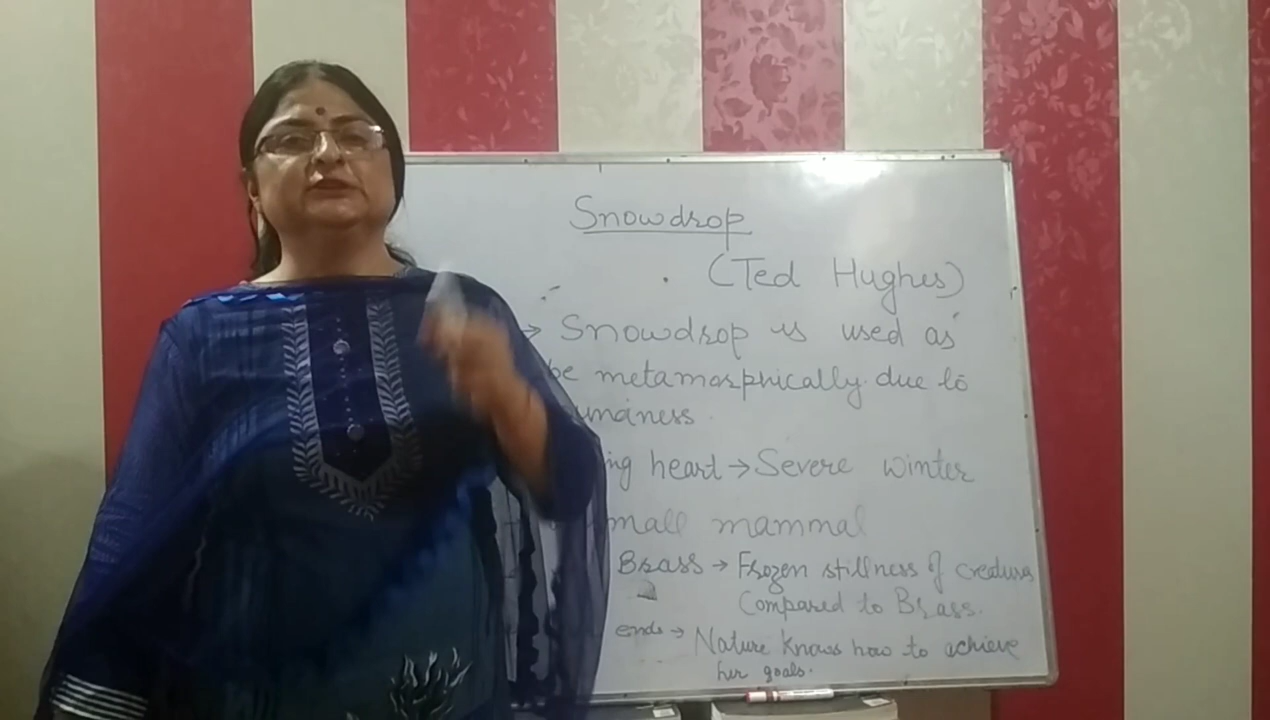 Snowdrop
(Ted Hughes)
→ Snowdrop is used as
be metamorphically due to
heart → Severe winter
mammal
Brass → Frozen stillness of creatures
Compared to Brass.
ends → Nature knows how to achieve
her goals.